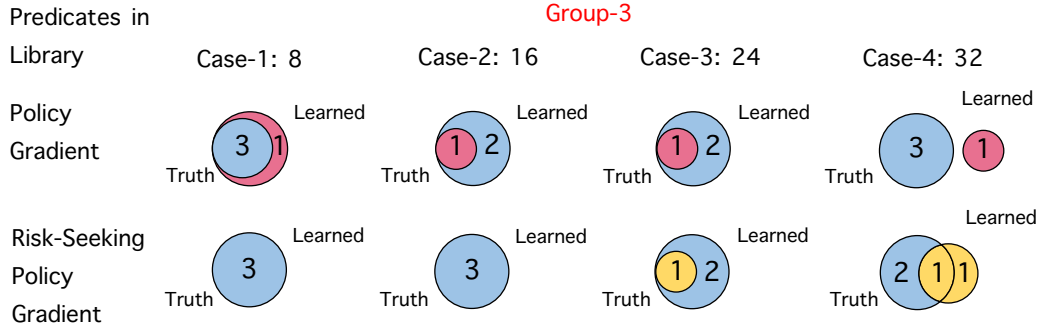 Predicates in
Library
Group-3
Case-1: 8
Case-2: 16
Case-3: 24
Case-4: 32
Policy
Gradient
Learned
3
1
Truth
Learned
1
2
Truth
Learned
1
2
Truth
Learned
3
1
Truth
Risk-Seeking
Policy
Gradient
Learned
3
Truth
Learned
3
Truth
Learned
1
2
Truth
Learned
2
1
1
Truth